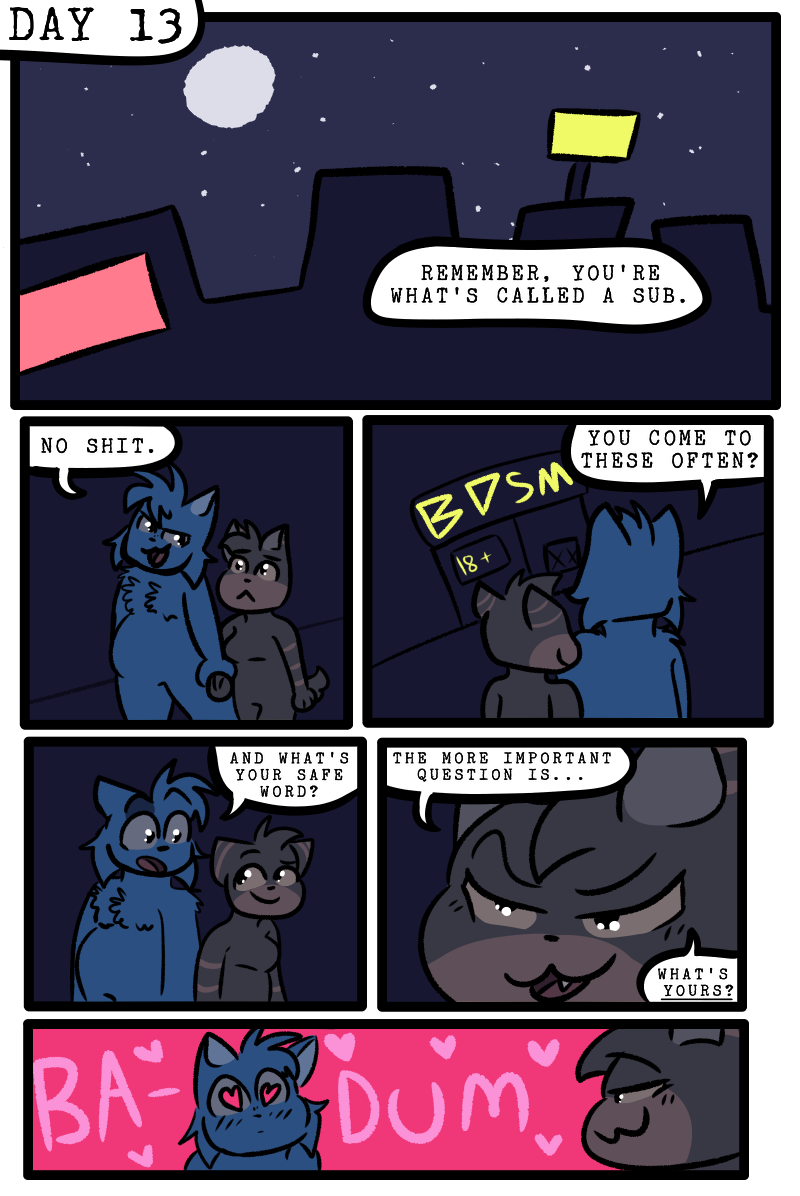 DAY 13
REMEMBER, YOU'RE
WHAT'S CALLED A SUB.
NO SHIT.
YOU COME TO
THESE OFTEN?
BDSM
18+
XX
AND WHAT'S
YOUR SAFE
WORD?
THE MORE IMPORTANT
QUESTION IS...
WHAT'S
YOURS?
BA-
DUM